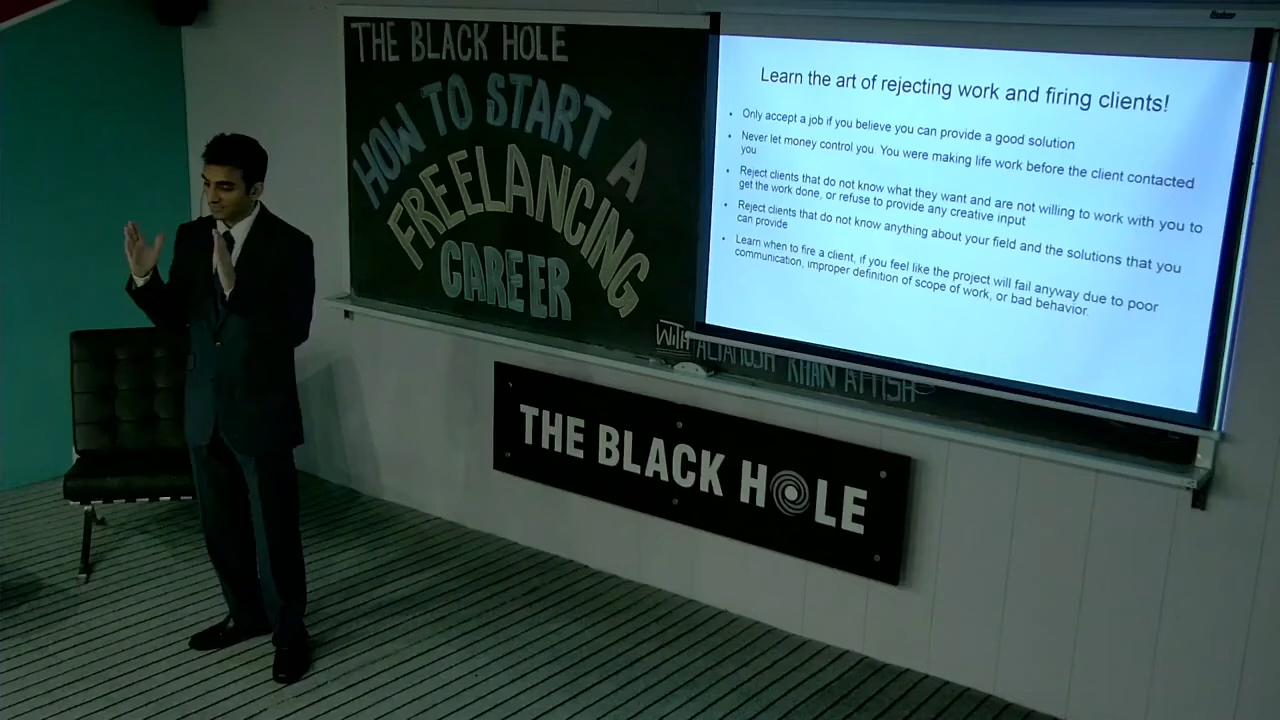 THE BLACK HOLE
HOW TO START A
FREELANCING
CAREER
WITH ALTAMUSH KHAN ATTISH
Learn the art of rejecting work and firing clients!
• Only accept a job if you believe you can provide a good solution
• Never let money control you. You were making life work before the client contacted
you
• Reject clients that do not know what they want and are not willing to work with you to
get the work done, or refuse to provide any creative input
• Reject clients that do not know anything about your field and the solutions that you
can provide
• Learn when to fire a client, if you feel like the project will fail anyway due to poor
communication, improper definition of scope of work, or bad behavior.
THE BLACK HOLE